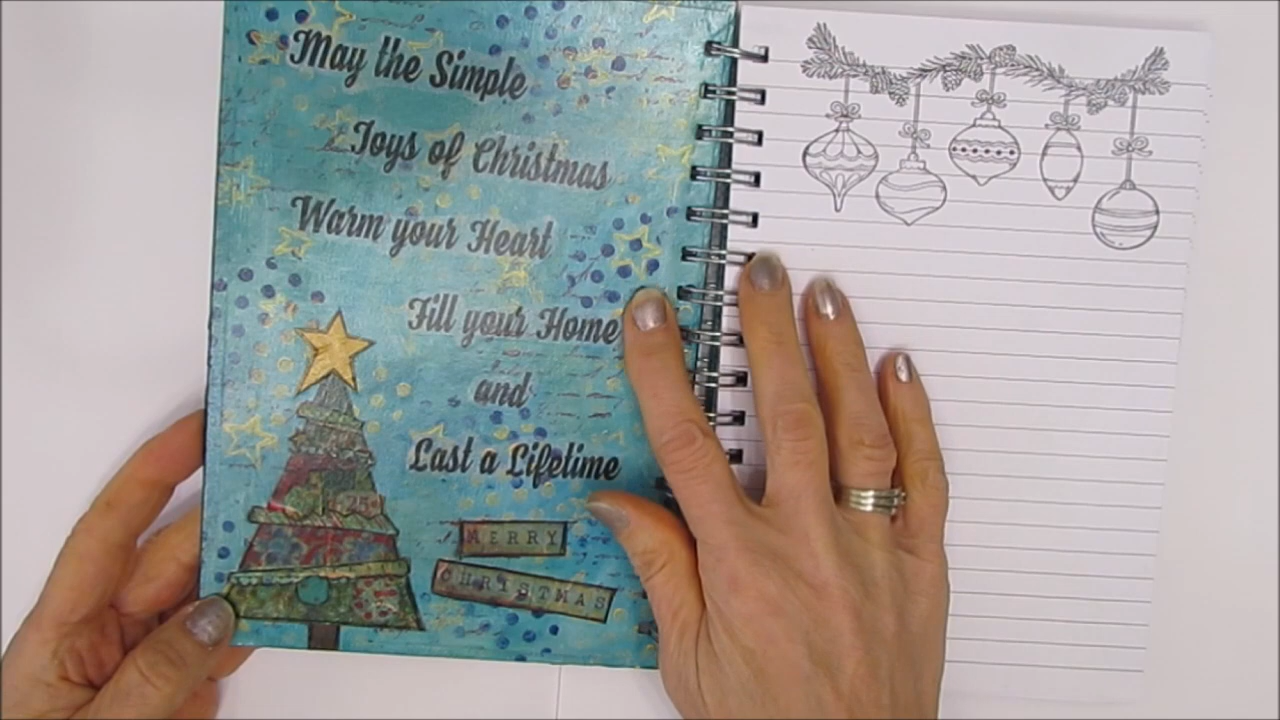 May the Simple
Joys of Christmas
Warm your Heart
Fill your Home
and
Last a Lifetime
MERRY
CHRISTMAS